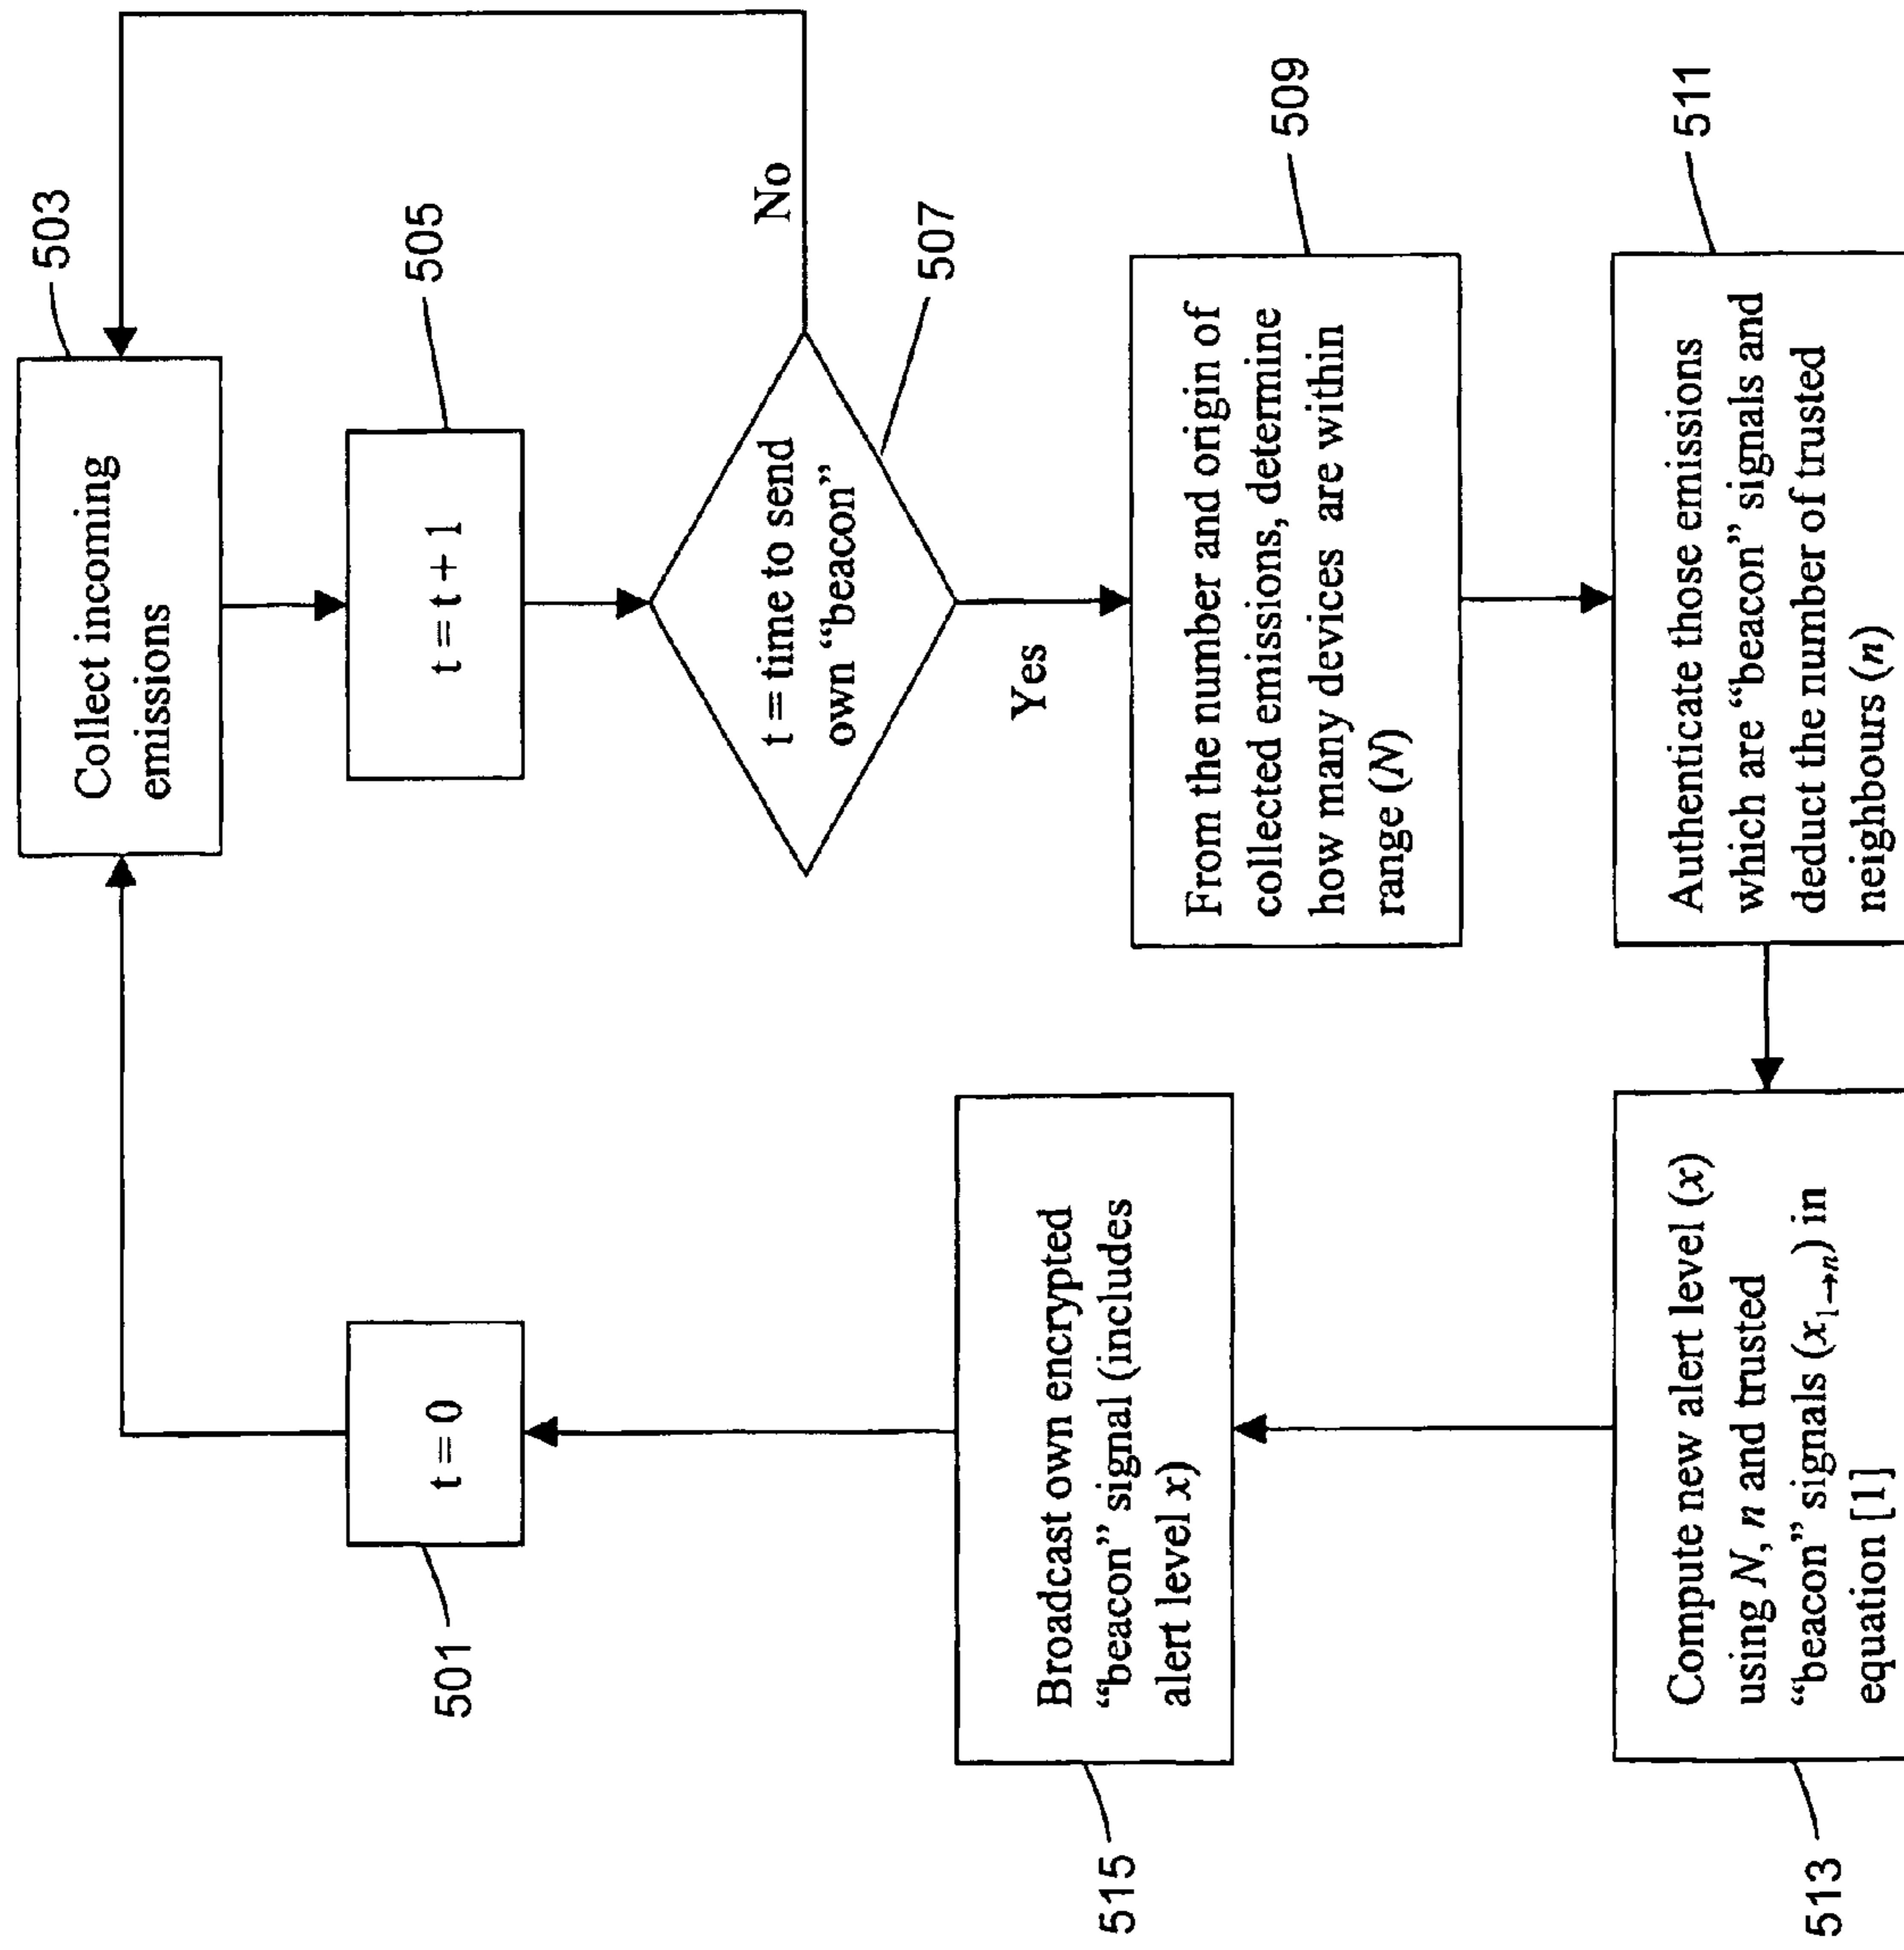 501
t = 0
503
Collect incoming
emissions
505
t = t + 1
507
t = time to send
own “beacon”
No
Yes
509
From the number and origin of
collected emissions, determine
how many devices are within
range (N)
511
Authenticate those emissions
which are “beacon” signals and
deduct the number of trusted
neighbours (n)
513
Compute new alert level (x)
using N, n and trusted
“beacon” signals (x1→n) in
equation [1]
515
Broadcast own encrypted
“beacon” signal (includes
alert level x)